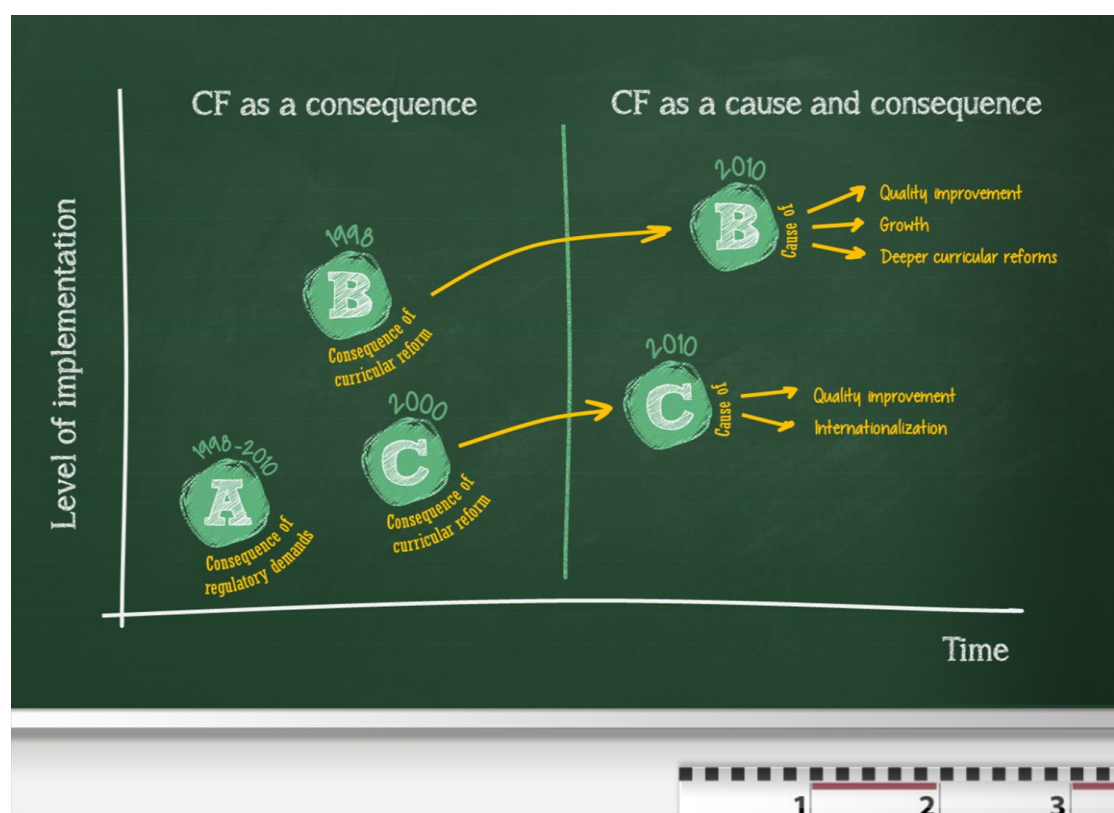 CF as a consequence
CF as a cause and consequence
Level of implementation
2010
B
Cause of
Quality improvement
Growth
Deeper curricular reforms
1998
B
Consequence of
curricular reform
2010
C
Cause of
Quality improvement
Internationalization
2000
C
Consequence of
curricular reform
1998-2010
A
Consequence of
regulatory demands
Time
1
2
3